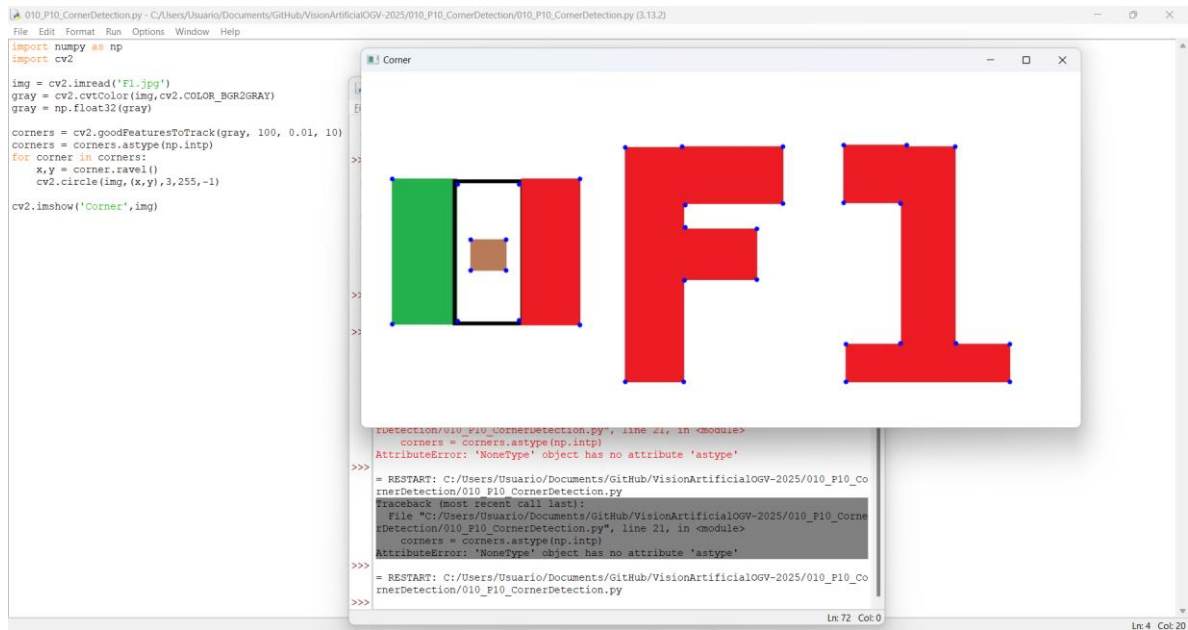 010_P10_CornerDetection.py - C:/Users/Usuario/Documents/GitHub/VisionArtificialOGV-2025/010_P10_CornerDetection/010_P10_CornerDetection.py (3.13.2)
File Edit Format Run Options Window Help
import numpy as np
import cv2
img = cv2.imread('F1.jpg')
gray = cv2.cvtColor(img,cv2.COLOR_BGR2GRAY)
gray = np.float32(gray)
corners = cv2.goodFeaturesToTrack(gray, 100, 0.01, 10)
corners = corners.astype(np.intp)
for corner in corners:
    x,y = corner.ravel()
    cv2.circle(img,(x,y),3,255,-1)
cv2.imshow('Corner',img)
Corner
F1
rDetection/010_P10_CornerDetection.py", line 21, in <module>
    corners = corners.astype(np.intp)
AttributeError: 'NoneType' object has no attribute 'astype'
>>>
= RESTART: C:/Users/Usuario/Documents/GitHub/VisionArtificialOGV-2025/010_P10_Co
rnerDetection/010_P10_CornerDetection.py
Traceback (most recent call last):
  File "C:/Users/Usuario/Documents/GitHub/VisionArtificialOGV-2025/010_P10_Corne
rDetection/010_P10_CornerDetection.py", line 21, in <module>
    corners = corners.astype(np.intp)
AttributeError: 'NoneType' object has no attribute 'astype'
>>>
= RESTART: C:/Users/Usuario/Documents/GitHub/VisionArtificialOGV-2025/010_P10_Co
rnerDetection/010_P10_CornerDetection.py
>>>
Ln: 72 Col: 0
Ln: 4 Col: 20